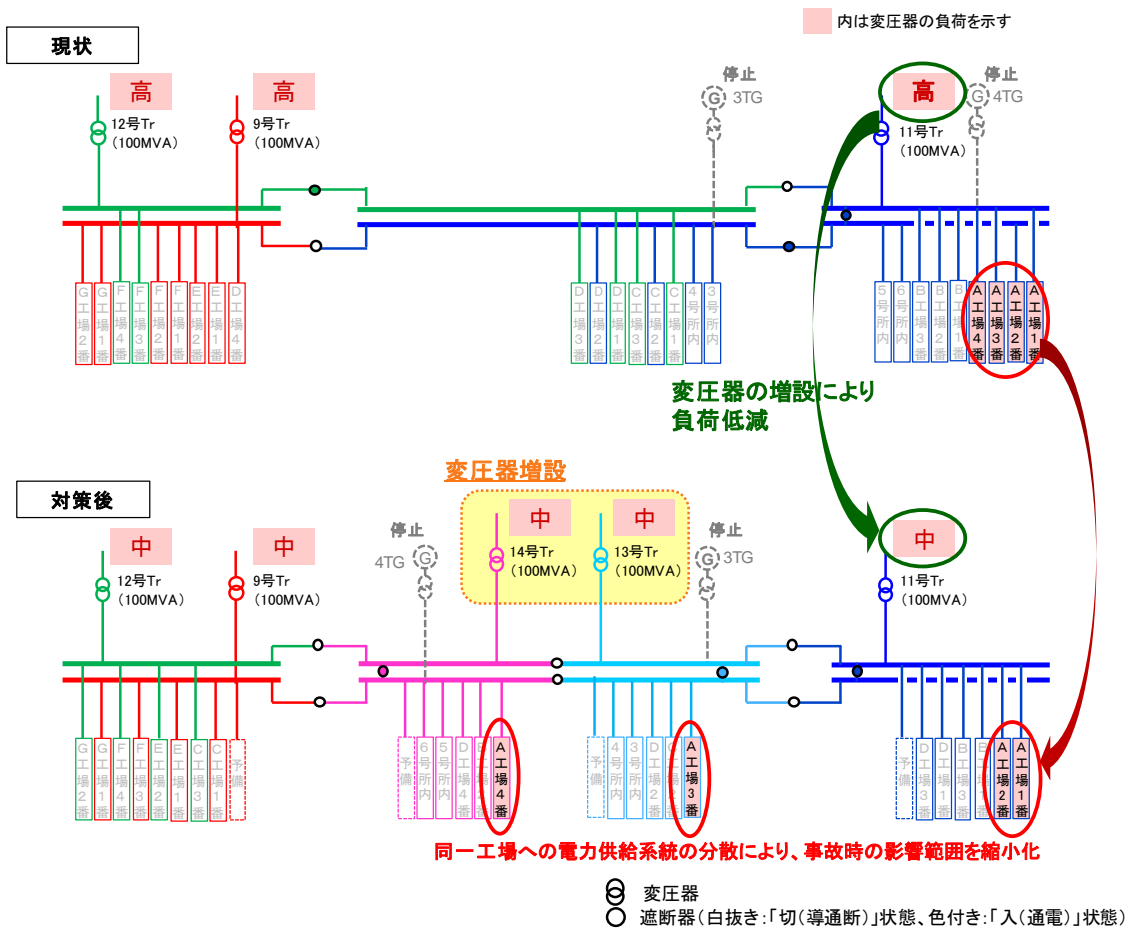 内は変圧器の負荷を示す
現状
高
12号Tr
(100MVA)
高
9号Tr
(100MVA)
停止
G
3TG
高
11号Tr
(100MVA)
停止
G
4TG
G工場2番
G工場1番
F工場4番
F工場3番
F工場2番
F工場1番
E工場2番
E工場1番
D工場4番
D工場3番
D工場2番
D工場1番
C工場3番
C工場2番
C工場1番
4号所内
3号所内
5号所内
6号所内
B工場3番
B工場2番
A工場4番
A工場3番
A工場2番
A工場1番
変圧器の増設により
負荷低減
変圧器増設
対策後
中
12号Tr
(100MVA)
中
9号Tr
(100MVA)
停止
4TG
G
中
14号Tr
(100MVA)
中
13号Tr
(100MVA)
停止
G
3TG
中
11号Tr
(100MVA)
G工場2番
G工場1番
F工場4番
F工場3番
E工場2番
E工場1番
C工場3番
C工場1番
予備
予備
6号所内
5号所内
D工場4番
A工場4番
予備
4号所内
3号所内
D工場2番
A工場3番
予備
D工場3番
D工場1番
B工場3番
A工場2番
A工場1番
同一工場への電力供給系統の分散により、事故時の影響範囲を縮小化
変圧器
遮断器(白抜き:「切(導通断)」状態、色付き:「入(通電)」状態)